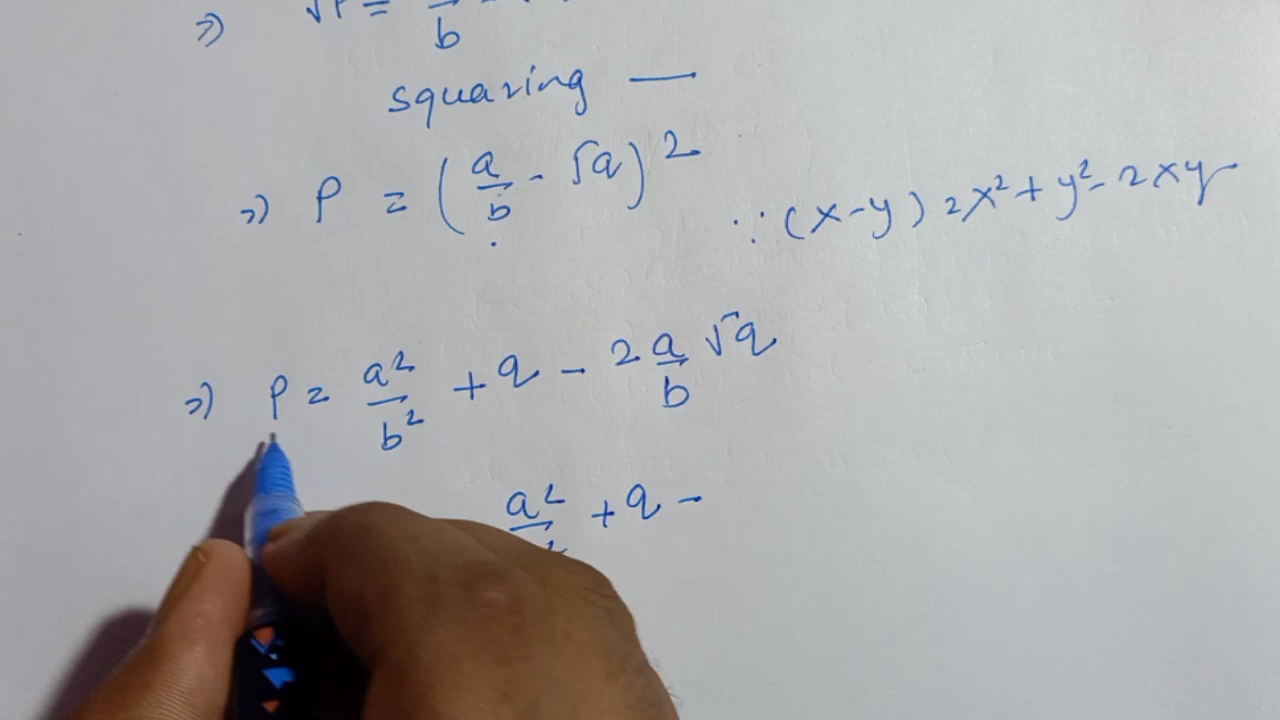 ⇒ √P = — b
squaring —
⇒ P = (a/b - √q)²
∵ (x-y) = x² + y² - 2xy
⇒ P = a²/b² + q - 2 a/b √q
a²/ ² + q -